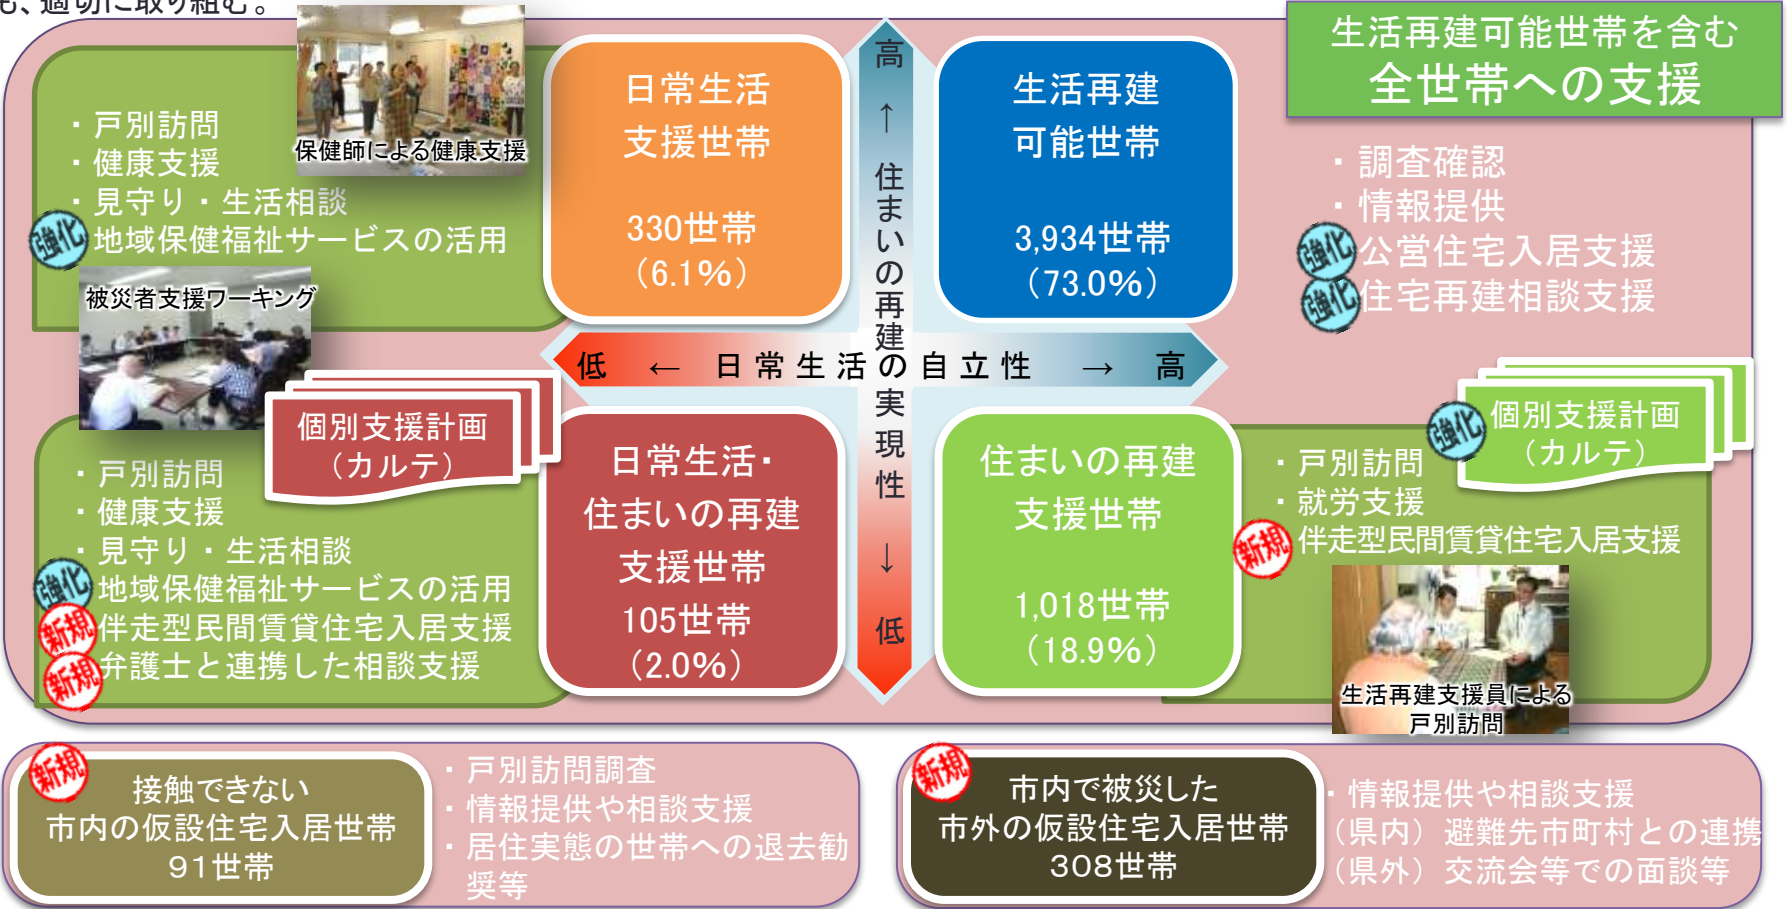 も、適切に取り組む。
生活再建可能世帯を含む
全世帯への支援
・調査確認
・情報提供
強化 公営住宅入居支援
強化 住宅再建相談支援
・戸別訪問
・健康支援
・見守り・生活相談
強化 地域保健福祉サービスの活用
保健師による健康支援
被災者支援ワーキング
日常生活
支援世帯
330世帯
（6.1％）
生活再建
可能世帯
3,934世帯
（73.0％）
高 ↑ 住まいの再建の実現性 ↓ 低
低 ← 日常生活の自立性 → 高
個別支援計画
（カルテ）
・戸別訪問
・健康支援
・見守り・生活相談
強化 地域保健福祉サービスの活用
新規 伴走型民間賃貸住宅入居支援
新規 弁護士と連携した相談支援
日常生活・
住まいの再建
支援世帯
105世帯
（2.0％）
住まいの再建
支援世帯
1,018世帯
（18.9％）
強化 個別支援計画
（カルテ）
・戸別訪問
・就労支援
新規 伴走型民間賃貸住宅入居支援
生活再建支援員による
戸別訪問
新規
接触できない
市内の仮設住宅入居世帯
９１世帯
・戸別訪問調査
・情報提供や相談支援
・居住実態の世帯への退去勧
奨等
新規
市内で被災した
市外の仮設住宅入居世帯
308世帯
・情報提供や相談支援
（県内）避難先市町村との連携
（県外）交流会等での面談等